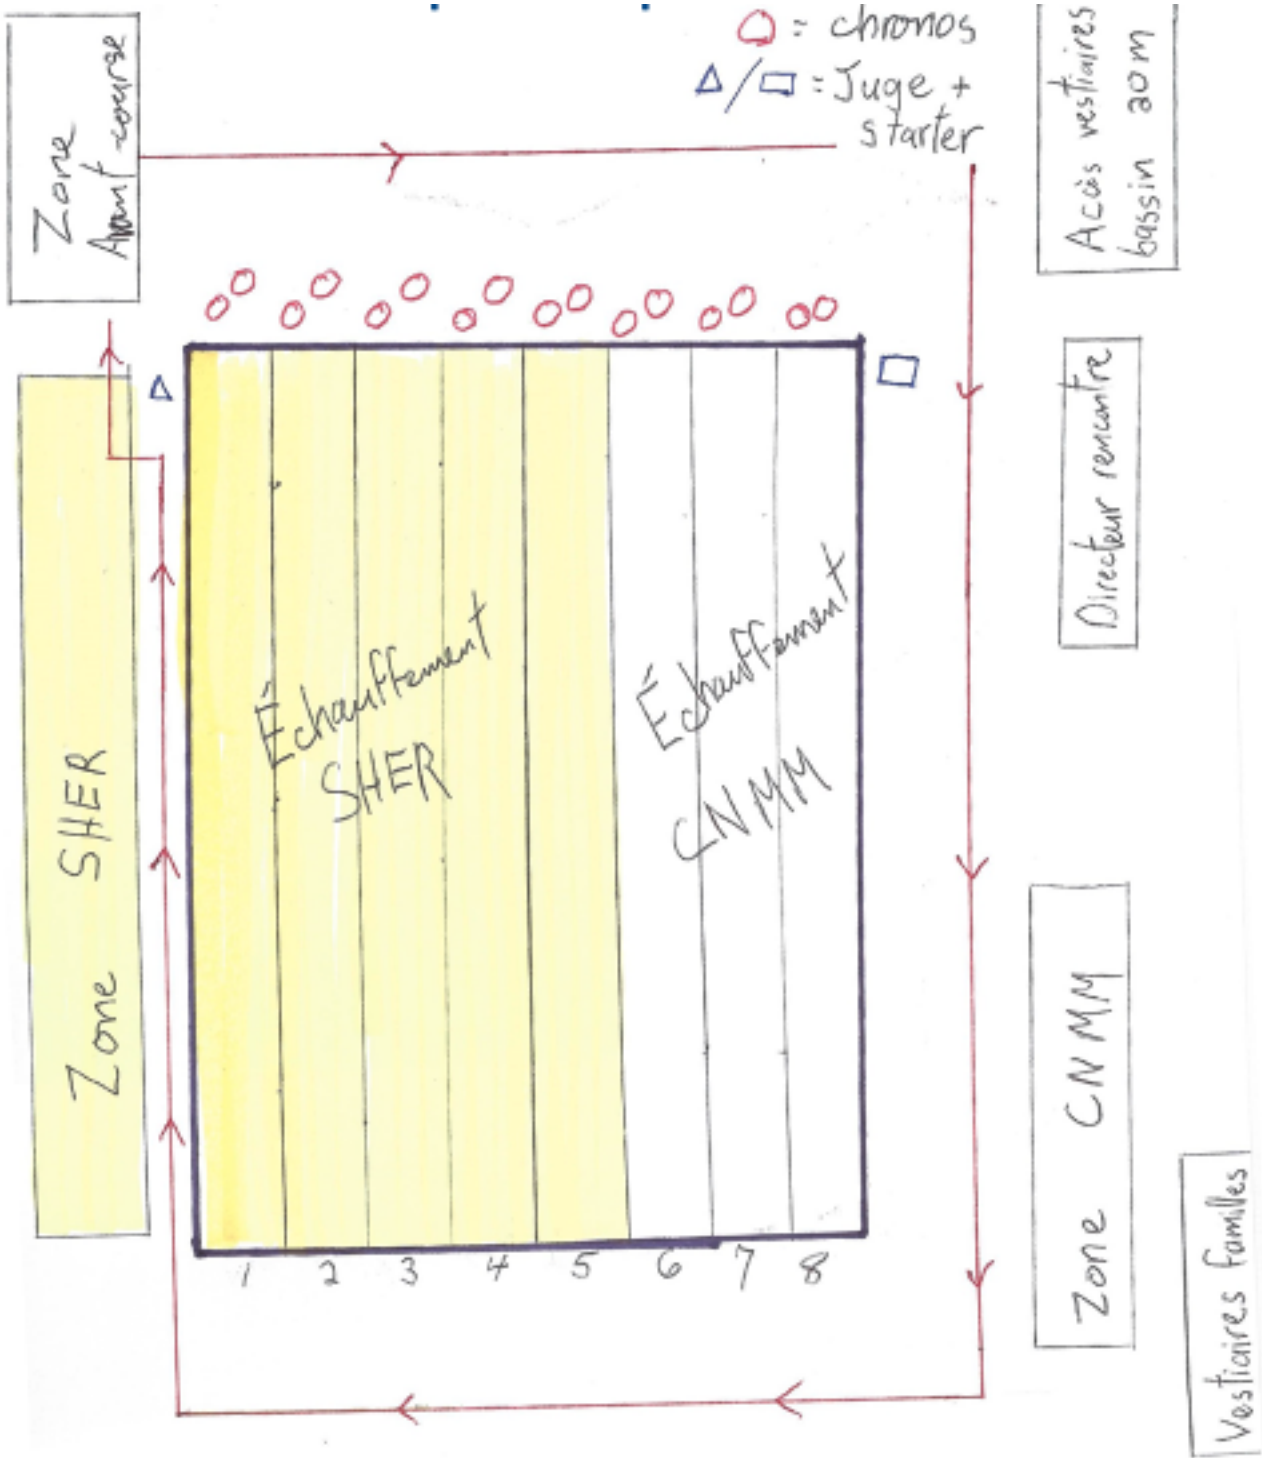 = chronos
/ = Juge +
starter
Zone
Avant-course
Accès vestiaires
bassin 20m
Directeur rencontre
Échauffement
SHER
Échauffement
CNMM
Zone SHER
Zone CNMM
Vestiaires familles
1 2 3 4 5 6 7 8